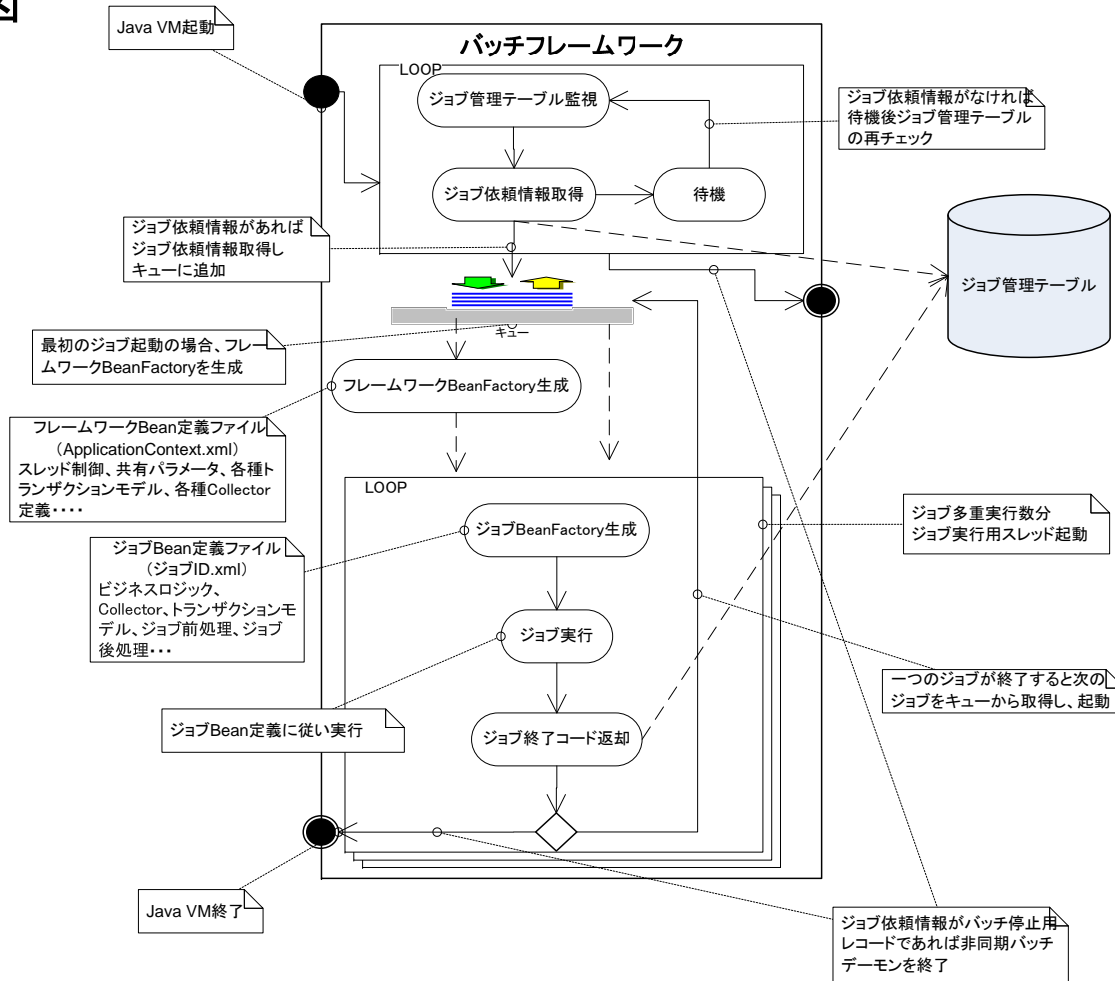 図
Java VM起動
バッチフレームワーク
LOOP
ジョブ管理テーブル監視
ジョブ依頼情報がなければ
待機後ジョブ管理テーブル
の再チェック
ジョブ依頼情報取得
待機
ジョブ依頼情報があれば
ジョブ依頼情報取得し
キューに追加
ジョブ管理テーブル
キュー
最初のジョブ起動の場合、フレー
ムワークBeanFactoryを生成
フレームワークBeanFactory生成
フレームワークBean定義ファイル
（ApplicationContext.xml）
スレッド制御、共有パラメータ、各種ト
ランザクションモデル、各種Collector
定義・・・・
LOOP
ジョブBeanFactory生成
ジョブ多重実行数分
ジョブ実行用スレッド起動
ジョブBean定義ファイル
（ジョブID.xml）
ビジネスロジック、
Collector、トランザクションモ
デル、ジョブ前処理、ジョブ
後処理・・・
ジョブ実行
一つのジョブが終了すると次の
ジョブをキューから取得し、起動
ジョブBean定義に従い実行
ジョブ終了コード返却
Java VM終了
ジョブ依頼情報がバッチ停止用
レコードであれば非同期バッチ
デーモンを終了